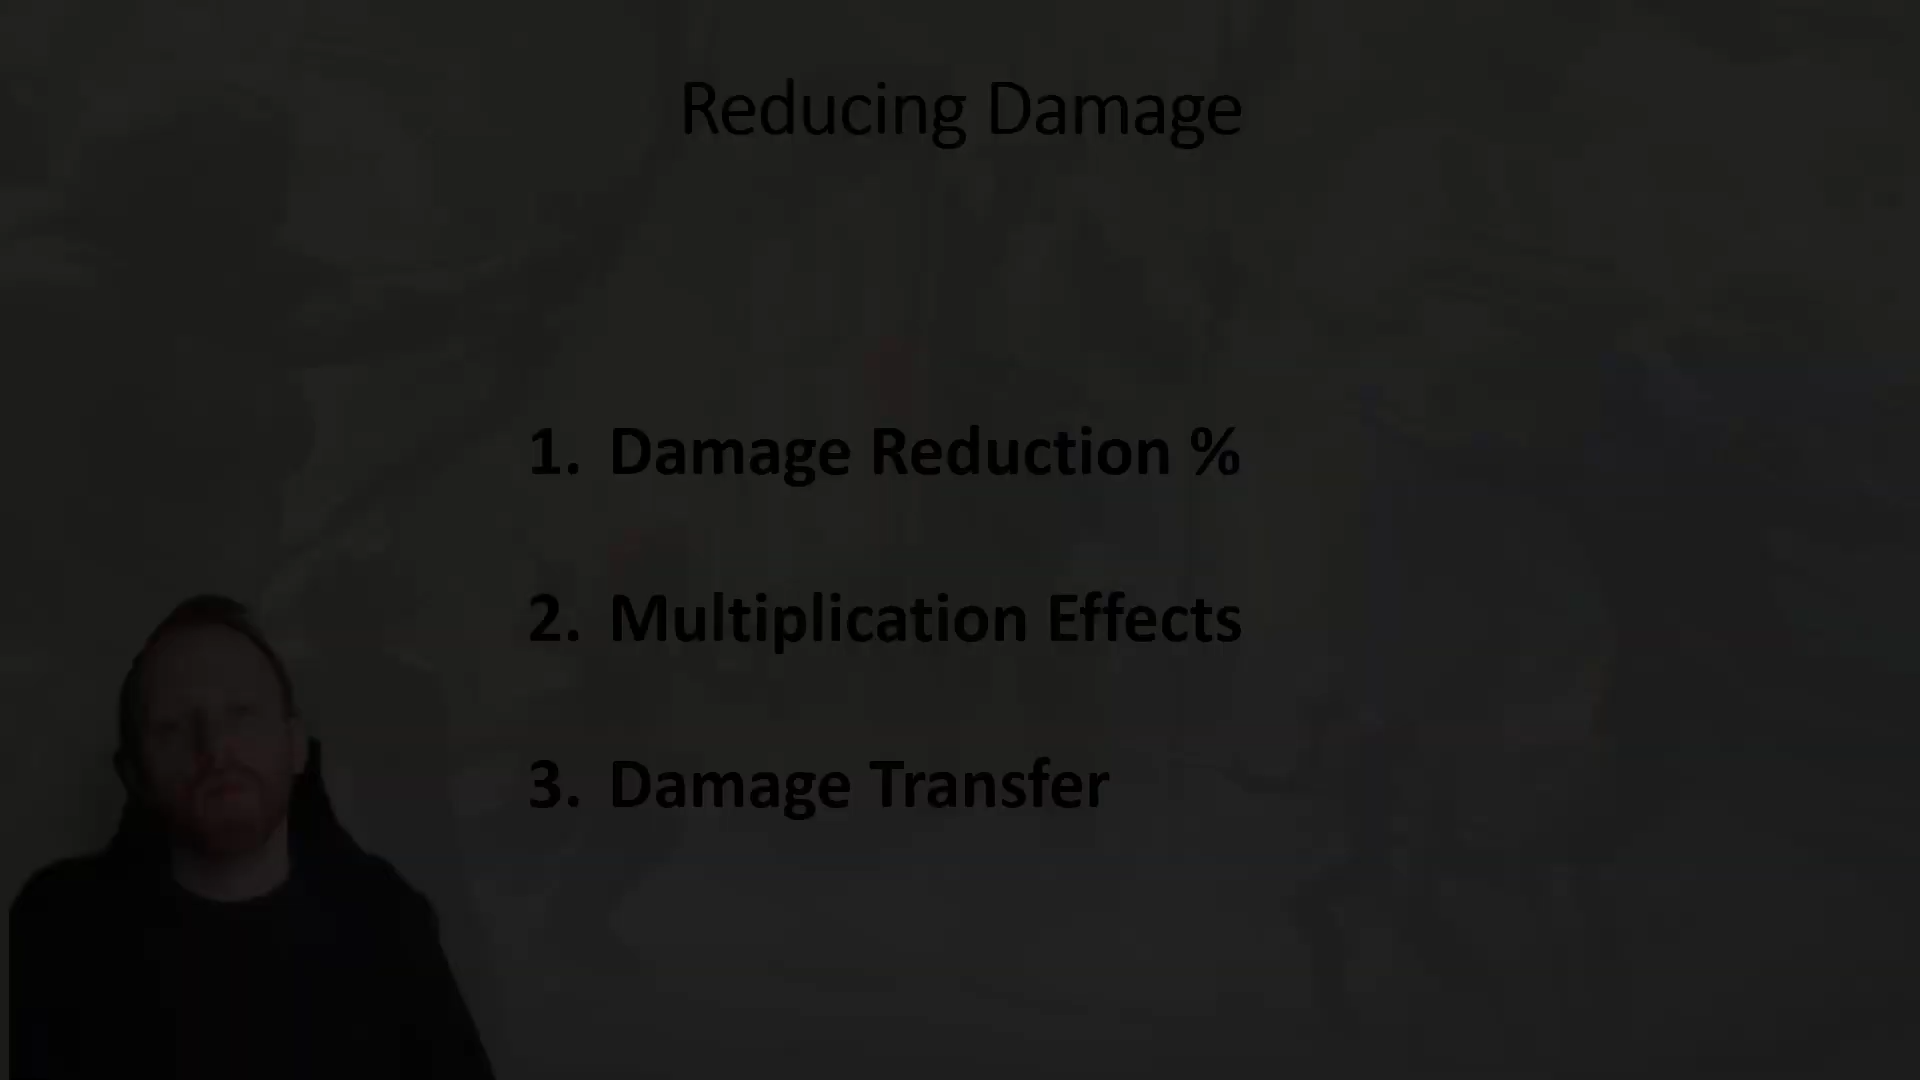 Reducing Damage
1. Damage Reduction %
2. Multiplication Effects
3. Damage Transfer